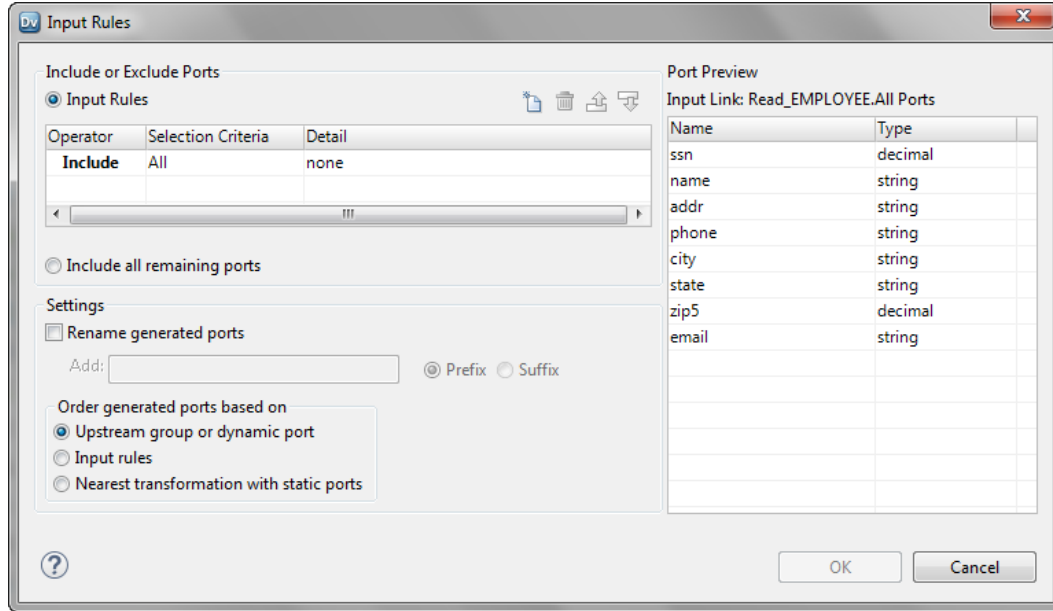 Dv Input Rules
Include or Exclude Ports
Input Rules
Operator Selection Criteria Detail
Include All none
Include all remaining ports
Settings
Rename generated ports
Add: Prefix Suffix
Order generated ports based on
Upstream group or dynamic port
Input rules
Nearest transformation with static ports
Port Preview
Input Link: Read_EMPLOYEE.All Ports
Name Type
ssn decimal
name string
addr string
phone string
city string
state string
zip5 decimal
email string
?
OK Cancel